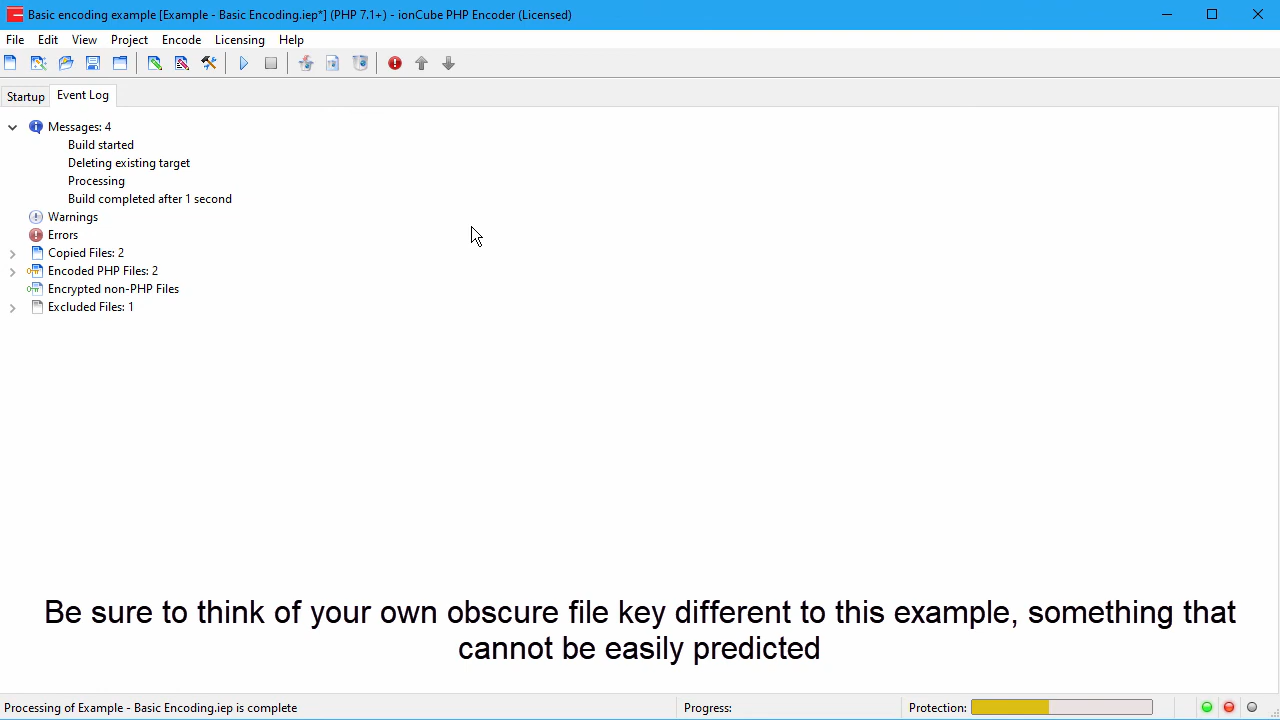 Basic encoding example [Example - Basic Encoding.iep*] (PHP 7.1+) - ionCube PHP Encoder (Licensed)
File Edit View Project Encode Licensing Help
Startup Event Log
Messages: 4
Build started
Deleting existing target
Processing
Build completed after 1 second
Warnings
Errors
Copied Files: 2
Encoded PHP Files: 2
Encrypted non-PHP Files
Excluded Files: 1
Be sure to think of your own obscure file key different to this example, something that
cannot be easily predicted
Processing of Example - Basic Encoding.iep is complete Progress: Protection: